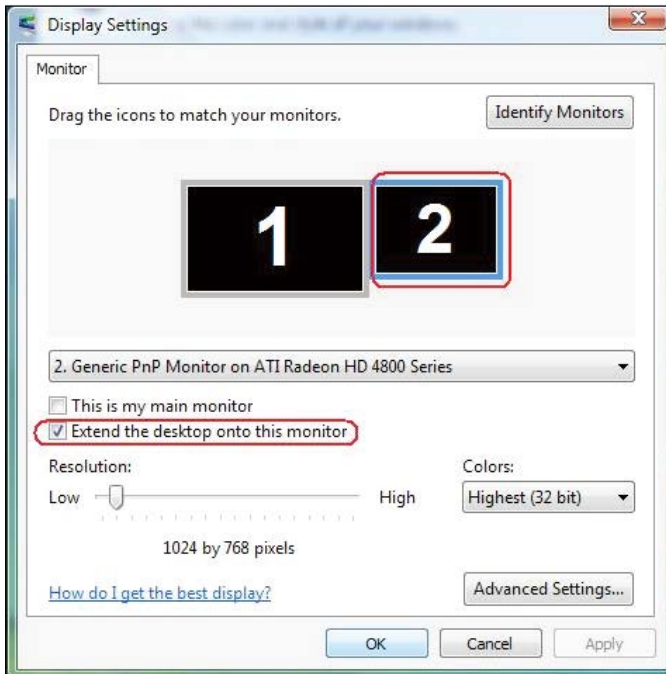 Display Settings
Monitor
Drag the icons to match your monitors.
Identify Monitors
1
2
2. Generic PnP Monitor on ATI Radeon HD 4800 Series
This is my main monitor
Extend the desktop onto this monitor
Resolution:
Colors:
Low
High
Highest (32 bit)
1024 by 768 pixels
How do I get the best display?
Advanced Settings...
OK
Cancel
Apply